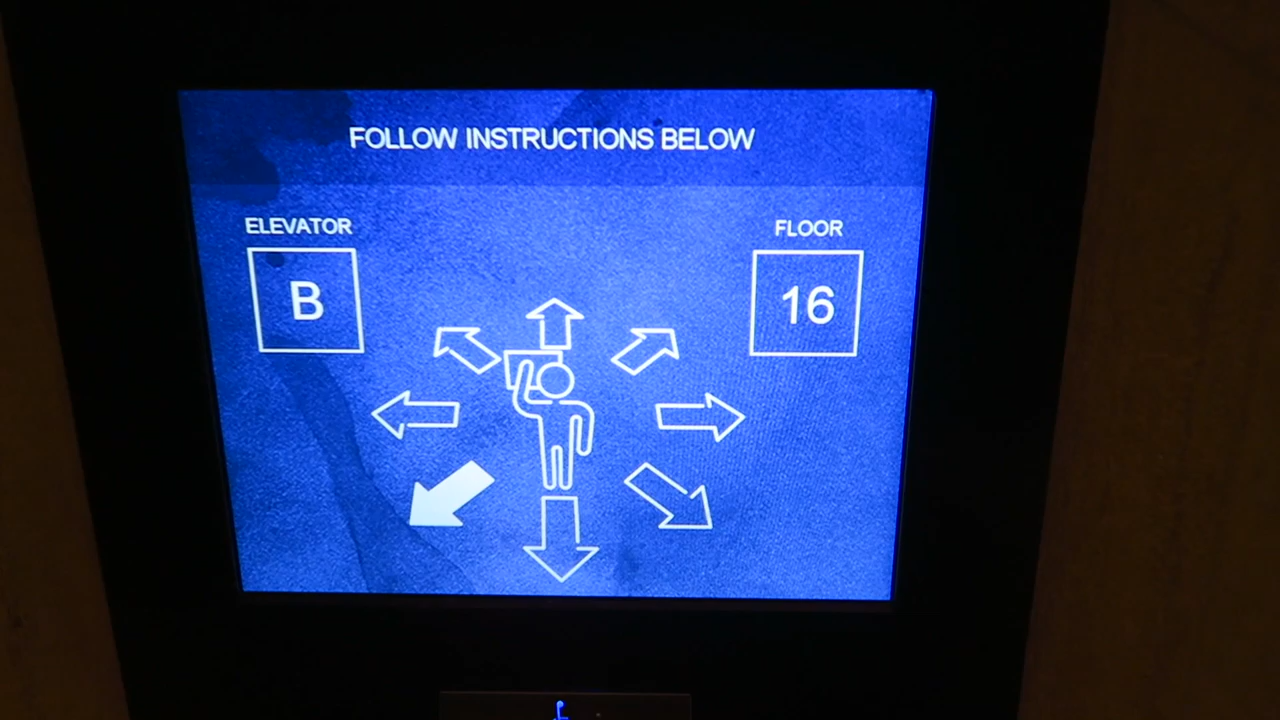 FOLLOW INSTRUCTIONS BELOW
ELEVATOR
FLOOR
B
16